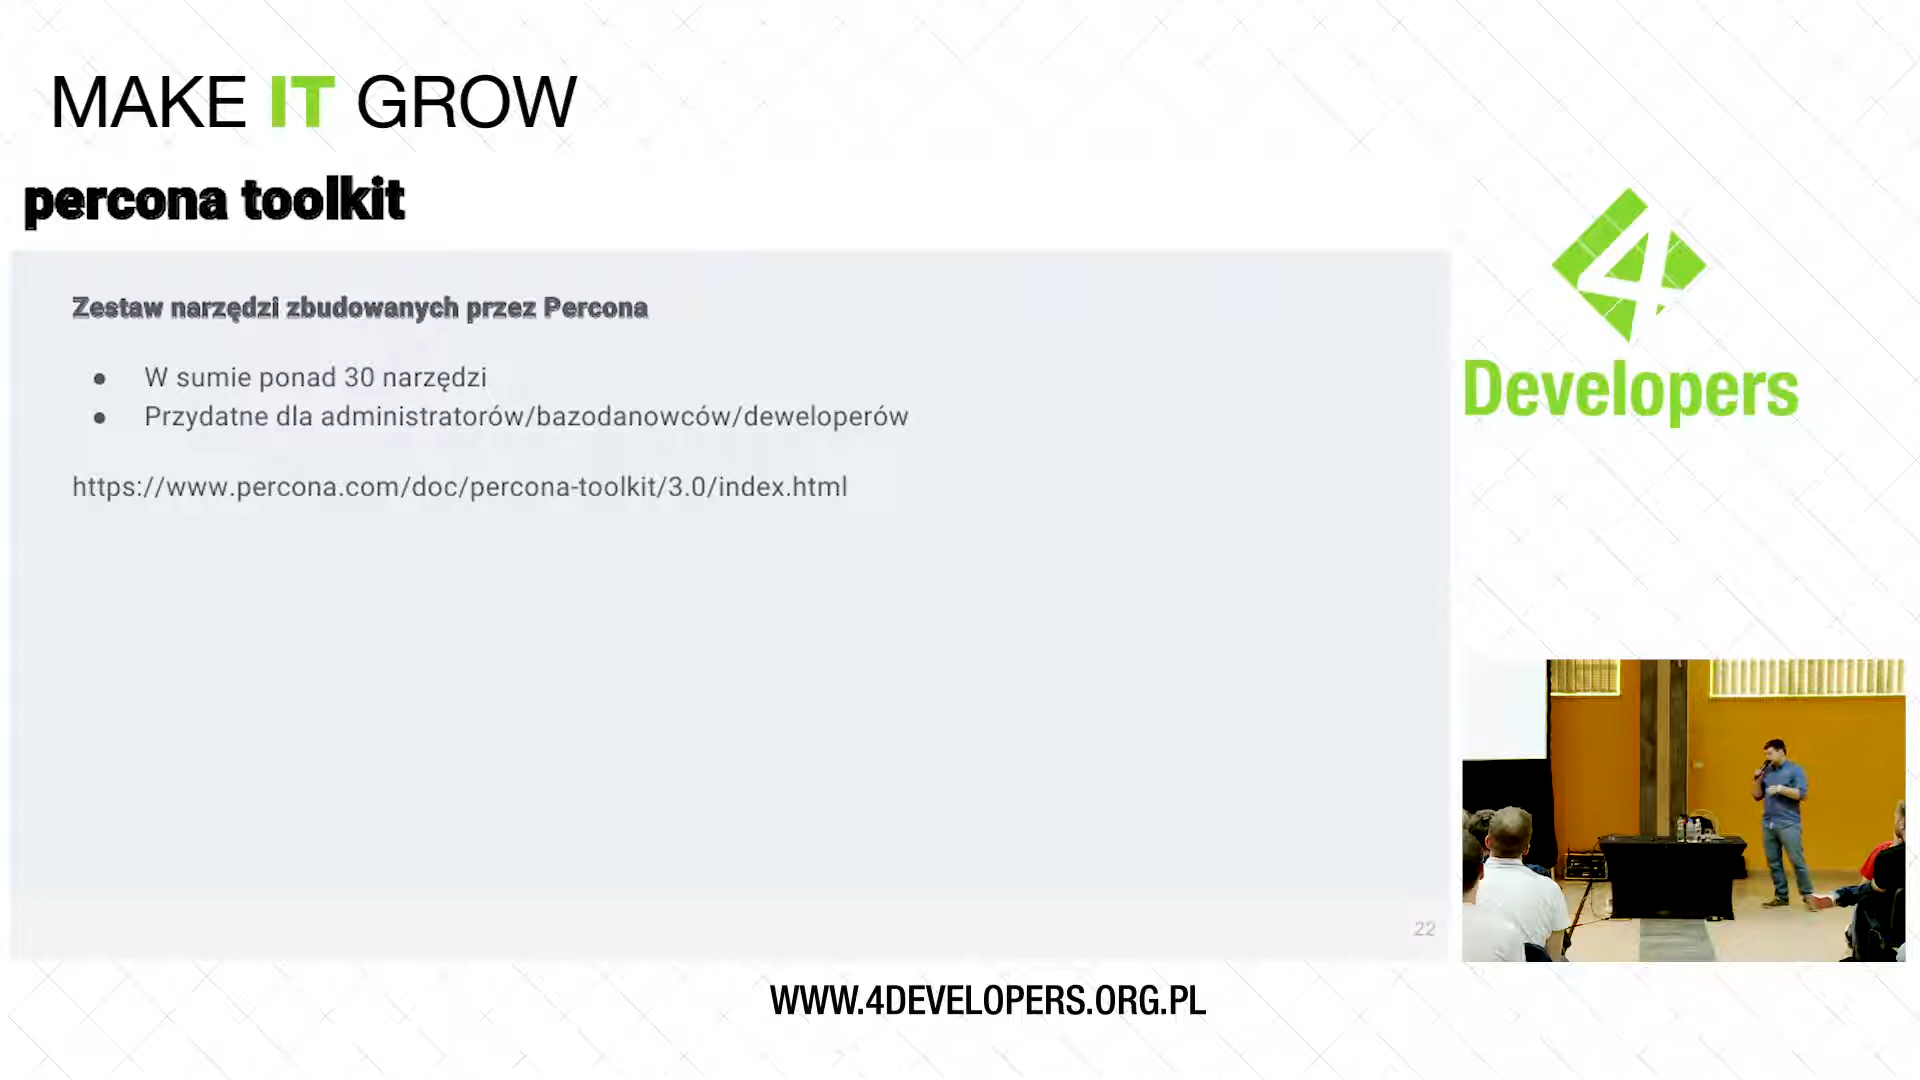 MAKE IT GROW
percona toolkit
Zestaw narzędzi zbudowanych przez Percona
● W sumie ponad 30 narzędzi
● Przydatne dla administratorów/bazodanowców/deweloperów
https://www.percona.com/doc/percona-toolkit/3.0/index.html
22
4
Developers
WWW.4DEVELOPERS.ORG.PL